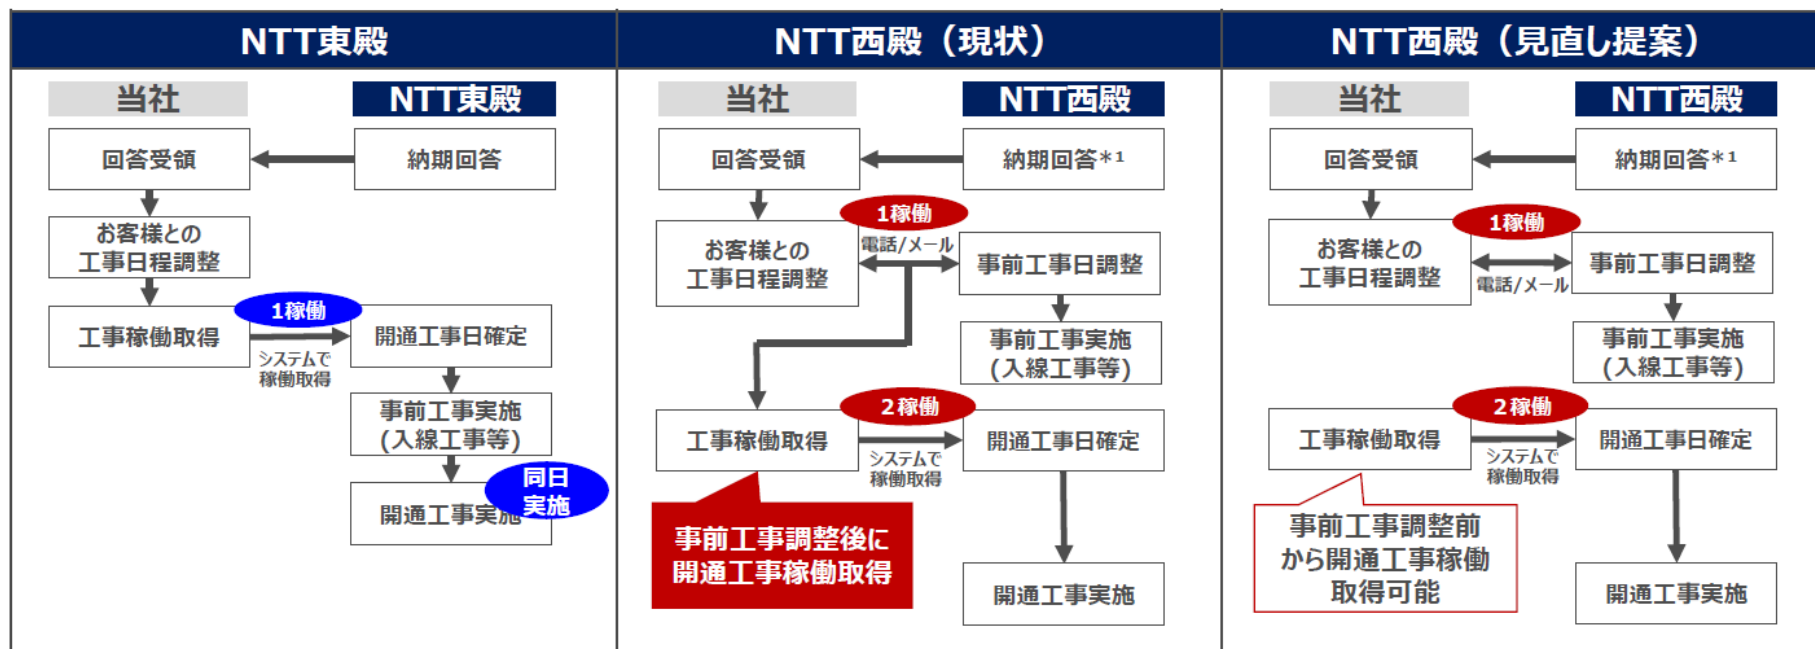 NTT東殿
当社
NTT東殿
回答受領
納期回答
お客様との
工事日程調整
工事稼働取得
1稼働
システムで
稼働取得
開通工事日確定
事前工事実施
(入線工事等)
同日
実施
開通工事実施
NTT西殿（現状）
当社
NTT西殿
回答受領
納期回答*1
1稼働
電話/メール
お客様との
工事日程調整
事前工事日調整
事前工事実施
(入線工事等)
2稼働
工事稼働取得
システムで
稼働取得
開通工事日確定
事前工事調整後に
開通工事稼働取得
開通工事実施
NTT西殿（見直し提案）
当社
NTT西殿
回答受領
納期回答*1
1稼働
お客様との
工事日程調整
電話/メール
事前工事日調整
事前工事実施
(入線工事等)
2稼働
工事稼働取得
システムで
稼働取得
開通工事日確定
事前工事調整前
から開通工事稼働
取得可能
開通工事実施